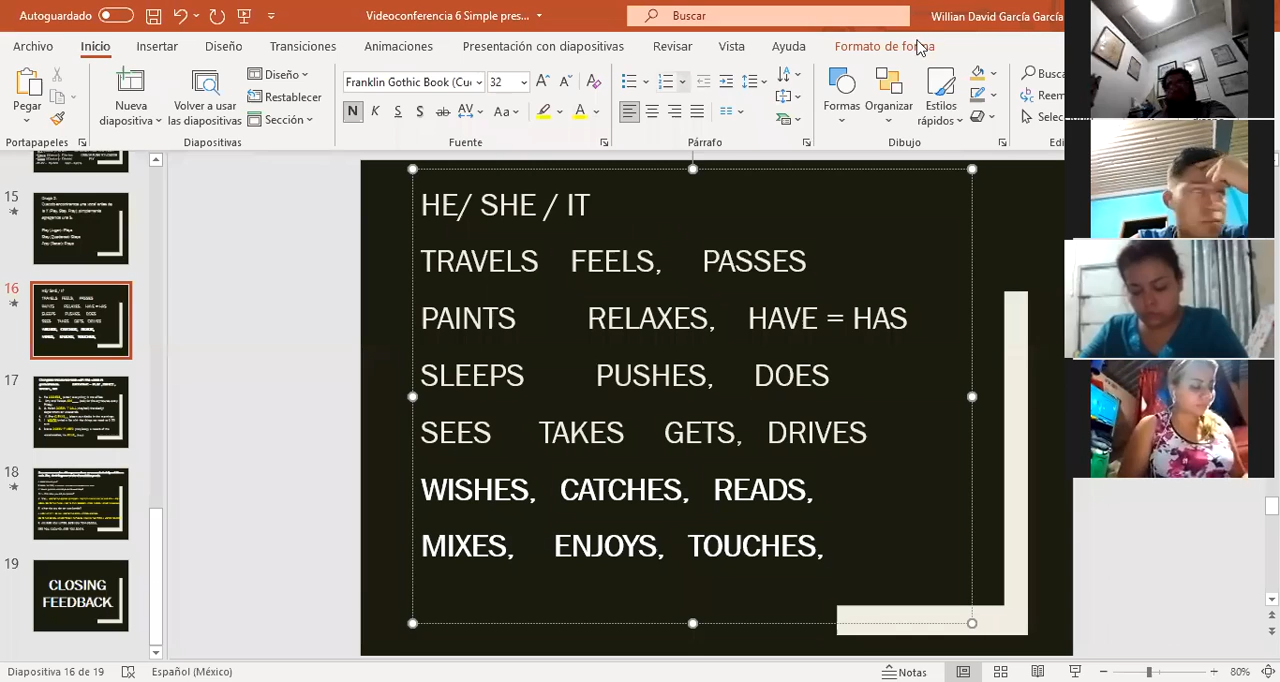 Autoguardado
Videoconferencia 6 Simple pres...
Buscar
Willian David García García
Archivo Inicio Insertar Diseño Transiciones Animaciones Presentación con diapositivas Revisar Vista Ayuda Formato de forma
Pegar
Nueva diapositiva
Volver a usar las diapositivas
Diseño
Restablecer
Sección
Franklin Gothic Book (Cue 32
N K S S ab AV Aa A
Formas Organizar Estilos rápidos
Portapapeles Diapositivas Fuente Párrafo Dibujo
15
16
17
18
19
HE/ SHE / IT
TRAVELS FEELS, PASSES
PAINTS RELAXES, HAVE = HAS
SLEEPS PUSHES, DOES
SEES TAKES GETS, DRIVES
WISHES, CATCHES, READS,
MIXES, ENJOYS, TOUCHES,
CLOSING
FEEDBACK
Diapositiva 16 de 19 Español (México) Notas 80%